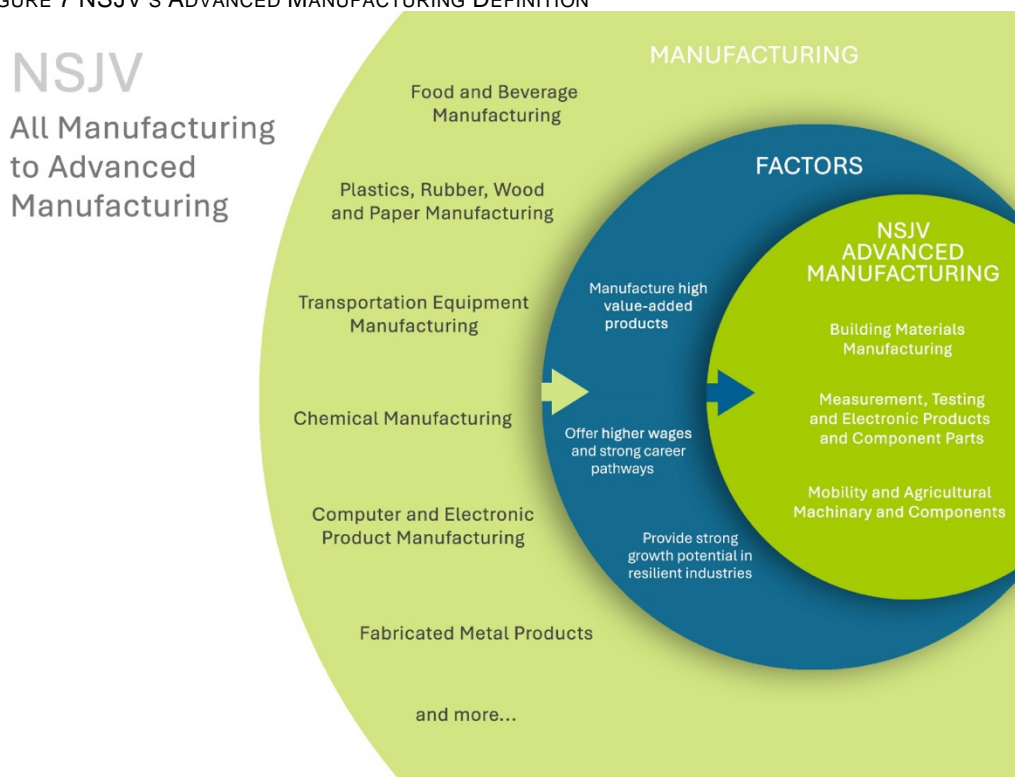 GURE 7 NSJV'S ADVANCED MANUFACTURING DEFINITION
NSJV
All Manufacturing
to Advanced
Manufacturing
MANUFACTURING
Food and Beverage
Manufacturing
Plastics, Rubber, Wood
and Paper Manufacturing
Transportation Equipment
Manufacturing
Chemical Manufacturing
Computer and Electronic
Product Manufacturing
Fabricated Metal Products
and more...
FACTORS
Manufacture high
value-added
products
Offer higher wages
and strong career
pathways
Provide strong
growth potential in
resilient industries
NSJV
ADVANCED
MANUFACTURING
Building Materials
Manufacturing
Measurement, Testing
and Electronic Products
and Component Parts
Mobility and Agricultural
Machinary and Components